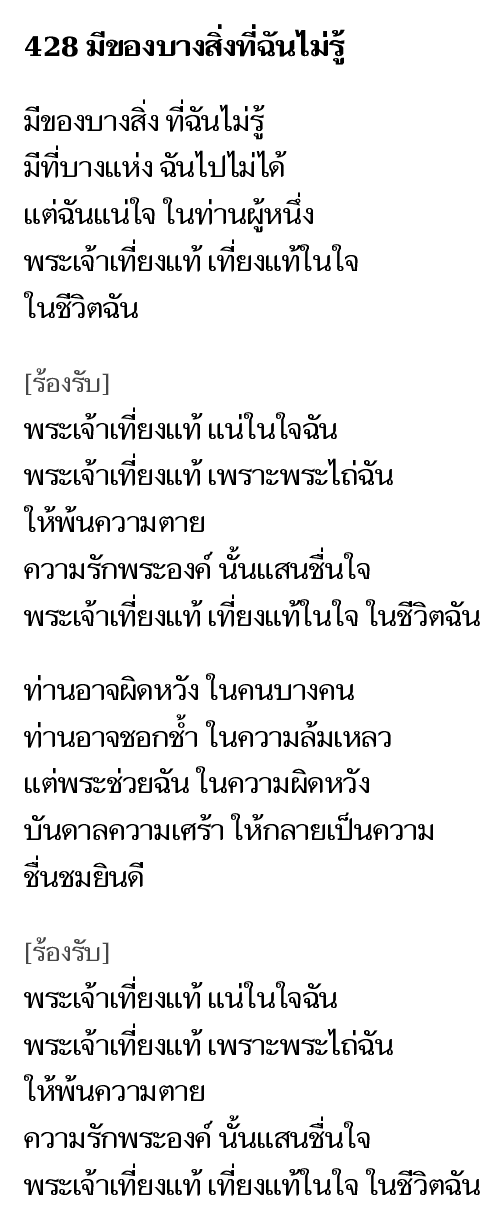 428 มีของบางสิ่งที่ฉันไม่รู้
มีของบางสิ่ง ที่ฉันไม่รู้
มีที่บางแห่ง ฉันไปไม่ได้
แต่ฉันแน่ใจ ในท่านผู้หนึ่ง
พระเจ้าเที่ยงแท้ เที่ยงแท้ในใจ
ในชีวิตฉัน
[ร้องรับ]
พระเจ้าเที่ยงแท้ แน่ในใจฉัน
พระเจ้าเที่ยงแท้ เพราะพระไถ่ฉัน
ให้พ้นความตาย
ความรักพระองค์ นั้นแสนชื่นใจ
พระเจ้าเที่ยงแท้ เที่ยงแท้ในใจ ในชีวิตฉัน
ท่านอาจผิดหวัง ในคนบางคน
ท่านอาจชอกช้ำ ในความล้มเหลว
แต่พระช่วยฉัน ในความผิดหวัง
บันดาลความเศร้า ให้กลายเป็นความ
ชื่นชมยินดี
[ร้องรับ]
พระเจ้าเที่ยงแท้ แน่ในใจฉัน
พระเจ้าเที่ยงแท้ เพราะพระไถ่ฉัน
ให้พ้นความตาย
ความรักพระองค์ นั้นแสนชื่นใจ
พระเจ้าเที่ยงแท้ เที่ยงแท้ในใจ ในชีวิตฉัน